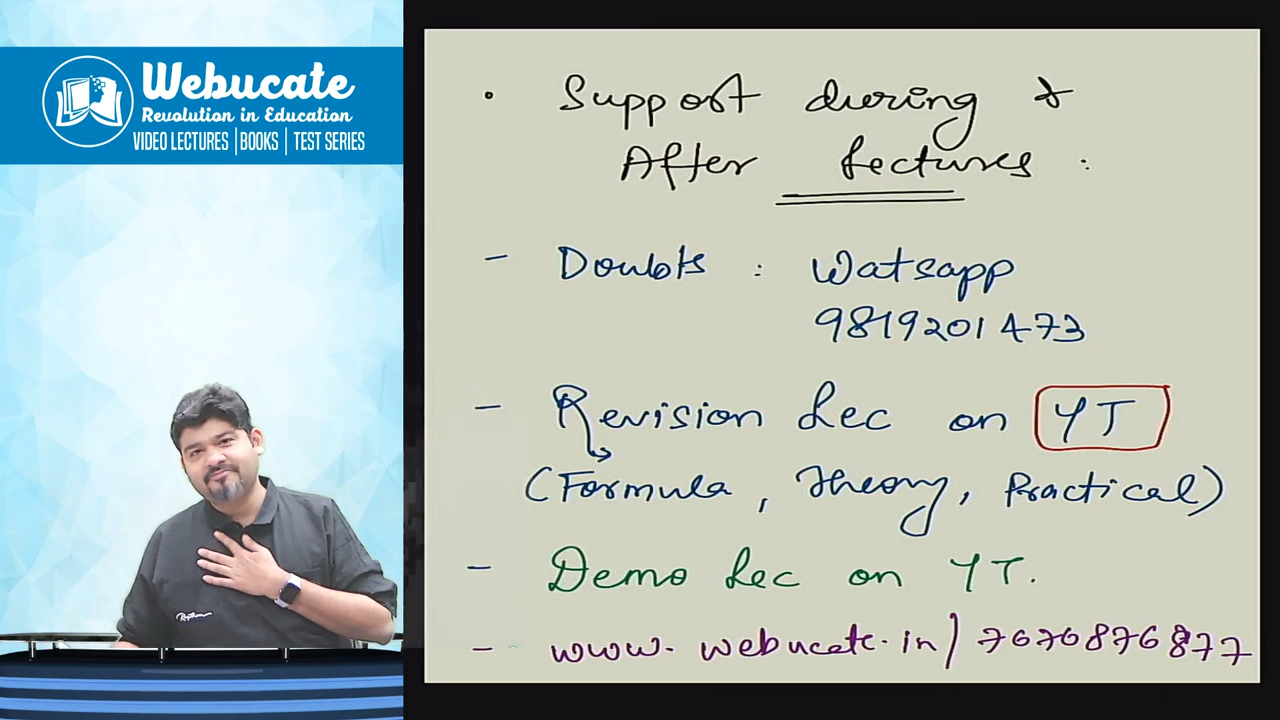 Webucate
Revolution in Education
VIDEO LECTURES | BOOKS | TEST SERIES
• Support during &
After Lectures :
- Doubts : Watsapp
9819201473
- Revision Lec on YT
(Formula, Theory, Practical)
- Demo Lec on YT.
- www.webucate.in/7670876877